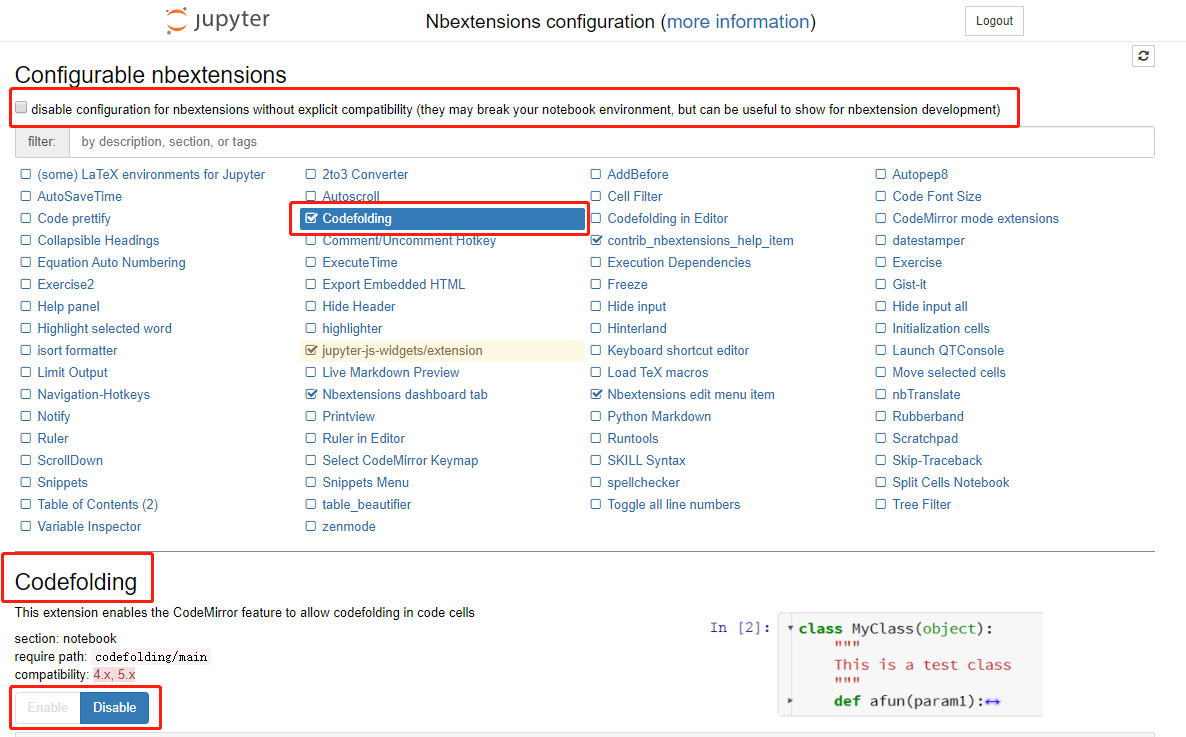 jupyter Nbextensions configuration (more information) Logout
Configurable nbextensions
disable configuration for nbextensions without explicit compatibility (they may break your notebook environment, but can be useful to show for nbextension development)
filter: by description, section, or tags
(some) LaTeX environments for Jupyter 2to3 Converter AddBefore Autopep8
AutoSaveTime Autoscroll Cell Filter Code Font Size
Code prettify Codefolding Codefolding in Editor CodeMirror mode extensions
Collapsible Headings Comment/Uncomment Hotkey contrib_nbextensions_help_item datestamper
Equation Auto Numbering ExecuteTime Execution Dependencies Exercise
Exercise2 Export Embedded HTML Freeze Gist-it
Help panel Hide Header Hide input Hide input all
Highlight selected word highlighter Hinterland Initialization cells
isort formatter jupyter-js-widgets/extension Keyboard shortcut editor Launch QTConsole
Limit Output Live Markdown Preview Load TeX macros Move selected cells
Navigation-Hotkeys Nbextensions dashboard tab Nbextensions edit menu item nbTranslate
Notify Printview Python Markdown Rubberband
Ruler Ruler in Editor Runtools Scratchpad
ScrollDown Select CodeMirror Keymap SKILL Syntax Skip-Traceback
Snippets Snippets Menu spellchecker Split Cells Notebook
Table of Contents (2) table_beautifier Toggle all line numbers Tree Filter
Variable Inspector zenmode
Codefolding
This extension enables the CodeMirror feature to allow codefolding in code cells
section: notebook
require path: codefolding/main
compatibility: 4.x, 5.x
Enable Disable
In [2]: class MyClass(object):
"""
This is a test class
"""
def afun(param1):↔